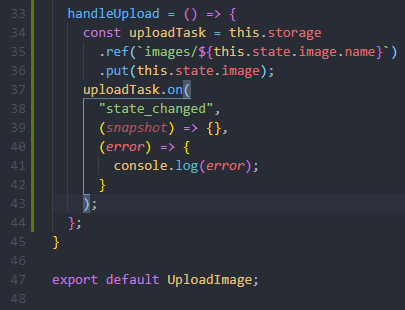 33 handleUpload = () => {
34 const uploadTask = this.storage
35 .ref(`images/${this.state.image.name}`)
36 .put(this.state.image);
37 uploadTask.on(
38 "state_changed",
39 (snapshot) => {},
40 (error) => {
41 console.log(error);
42 }
43 );
44 };
45 }
46
47 export default UploadImage;
48